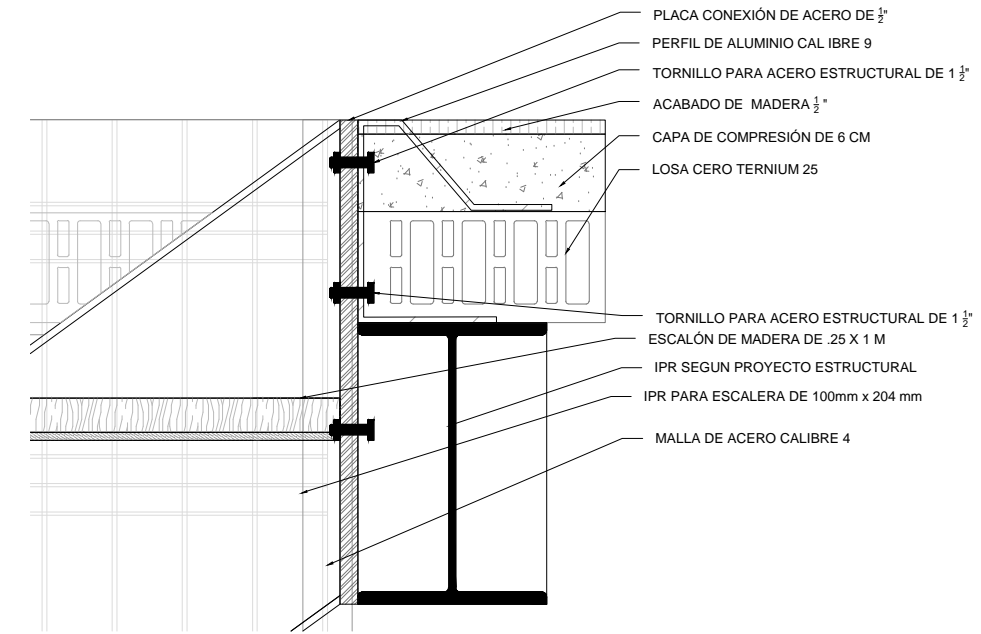 PLACA CONEXIÓN DE ACERO DE ½"
PERFIL DE ALUMINIO CAL IBRE 9
TORNILLO PARA ACERO ESTRUCTURAL DE 1 ½"
ACABADO DE MADERA ½"
CAPA DE COMPRESIÓN DE 6 CM
LOSA CERO TERNIUM 25
TORNILLO PARA ACERO ESTRUCTURAL DE 1 ½"
ESCALÓN DE MADERA DE .25 X 1 M
IPR SEGUN PROYECTO ESTRUCTURAL
IPR PARA ESCALERA DE 100mm x 204 mm
MALLA DE ACERO CALIBRE 4